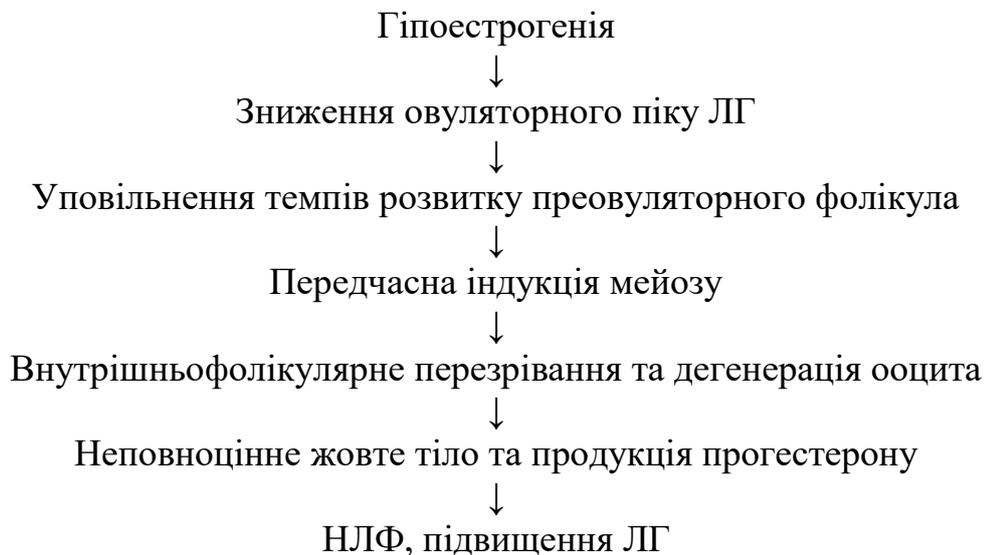 Гіпоестрогенія
↓
Зниження овуляторного піку ЛГ
↓
Уповільнення темпів розвитку преовуляторного фолікула
↓
Передчасна індукція мейозу
↓
Внутрішньофолікулярне перезрівання та дегенерація ооцита
↓
Неповноцінне жовте тіло та продукція прогестерону
↓
НЛФ, підвищення ЛГ